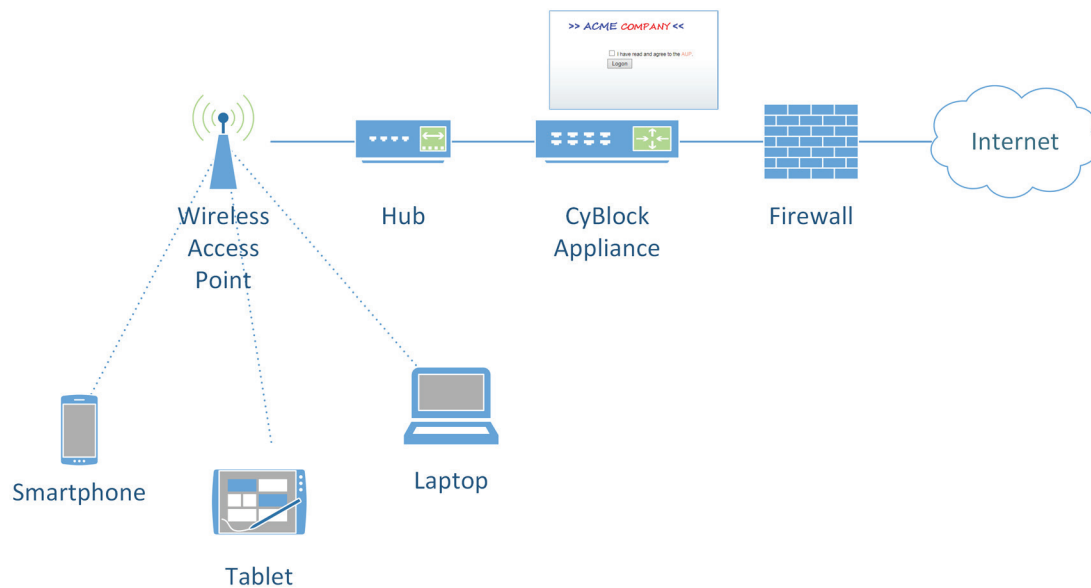 >> ACME COMPANY <<
I have read and agree to the AUP.
Logon
Internet
Wireless
Access
Point
Hub
CyBlock
Appliance
Firewall
Smartphone
Tablet
Laptop